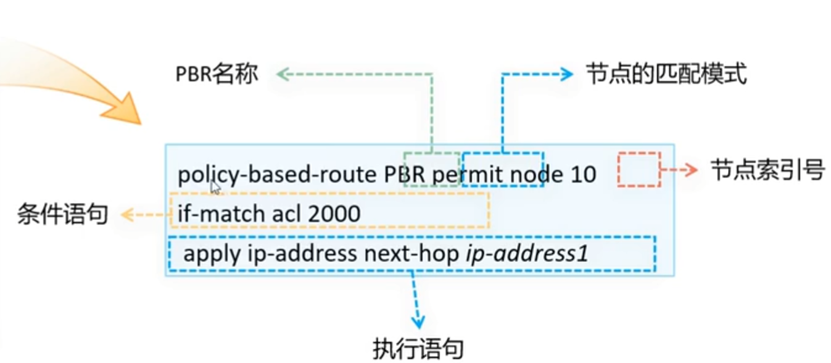 PBR名称
节点的匹配模式
policy-based-route PBR permit node 10
节点索引号
条件语句
if-match acl 2000
apply ip-address next-hop ip-address1
执行语句